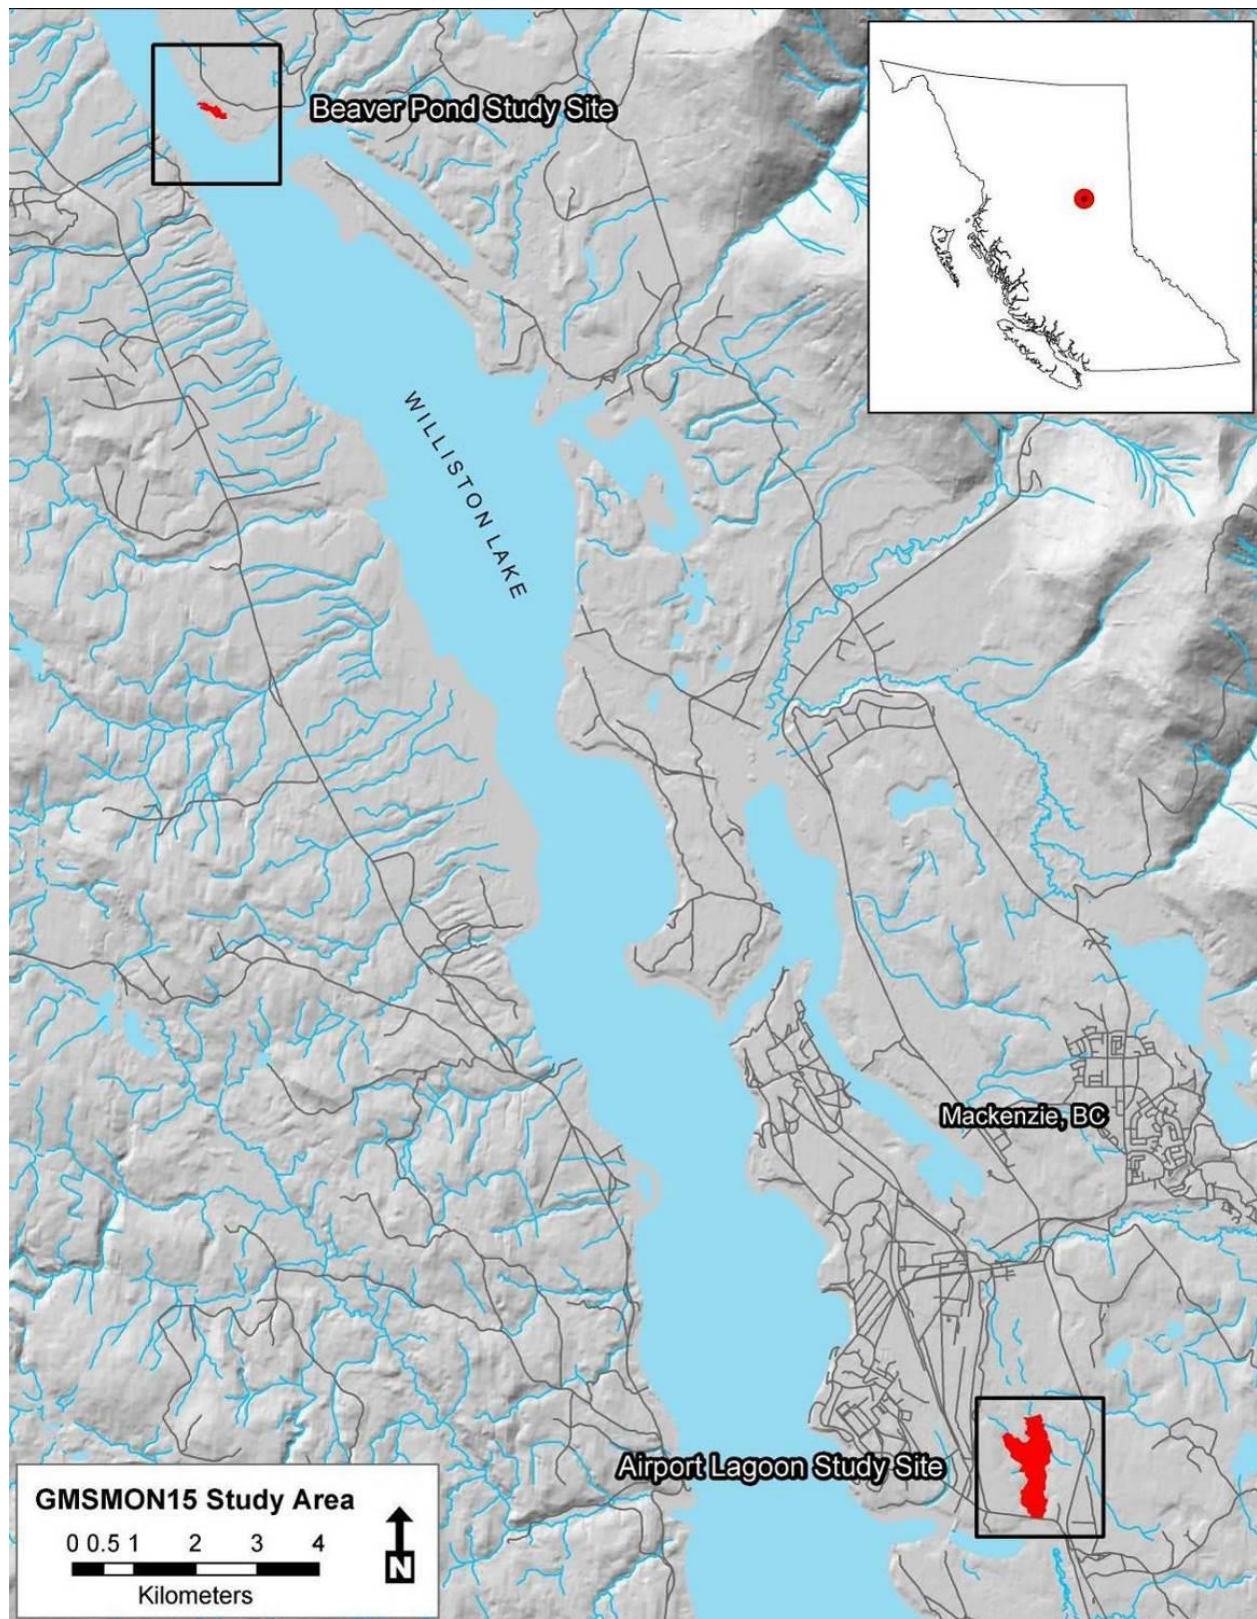 Beaver Pond Study Site
WILLISTON LAKE
Mackenzie, BC
Airport Lagoon Study Site
GMSMON15 Study Area
0 0.5 1 2 3 4
Kilometers
N